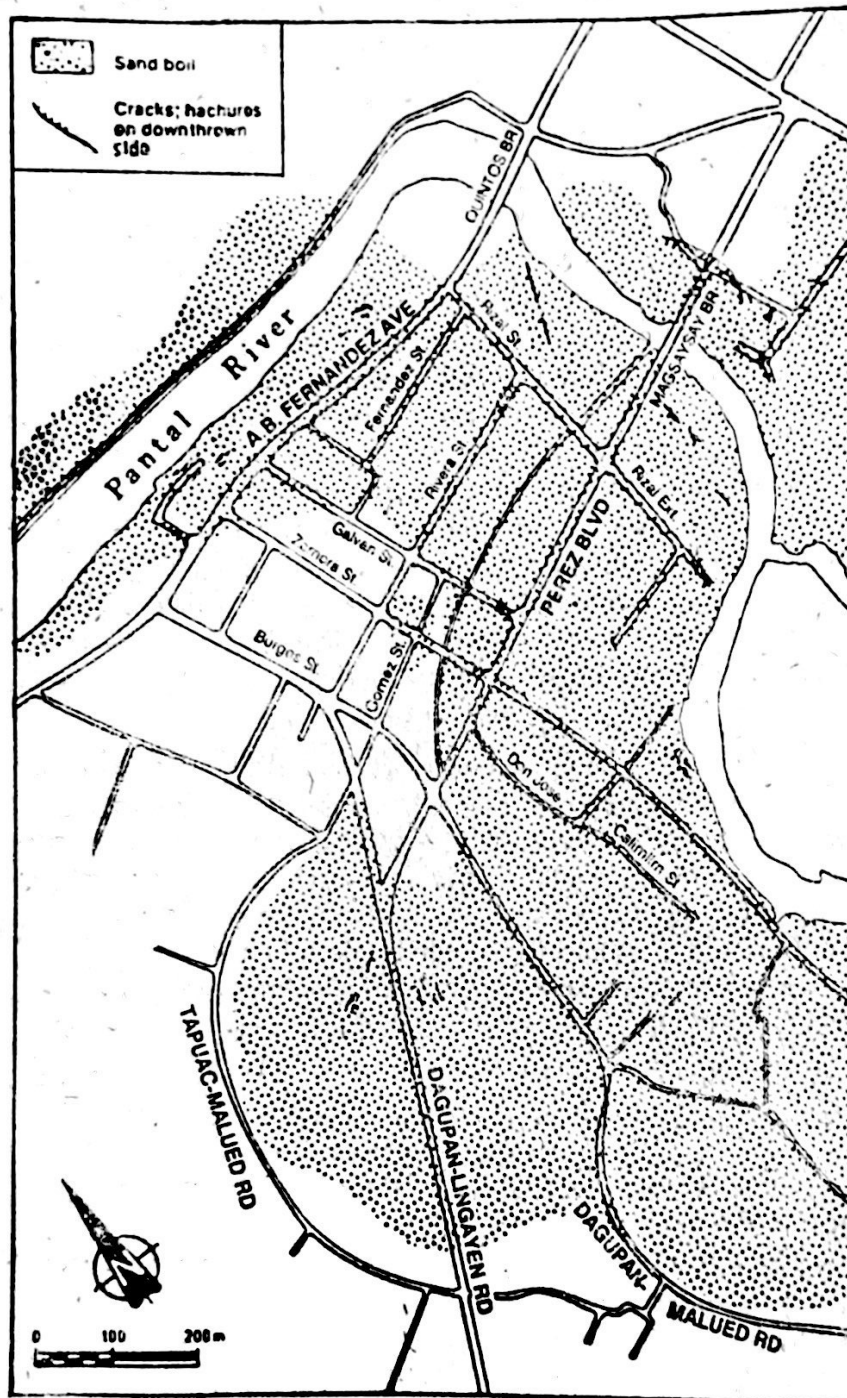 Sand boil
Cracks; hachures
on downthrown
side
QUINTOS BR
MAGSAYSAY BR
Pantal River
A.B. FERNANDEZ AVE
Rizal St
Fernandez St
Rivera St
Rizal Ext
PEREZ BLVD
Galvan St.
Zamora St
Burgos St
Gomez St.
Don Jose
Calimlim St
TAPUAC-MALUED RD
DAGUPAN-LINGAYEN RD
DAGUPAN-
MALUED RD
N
0 100 200m